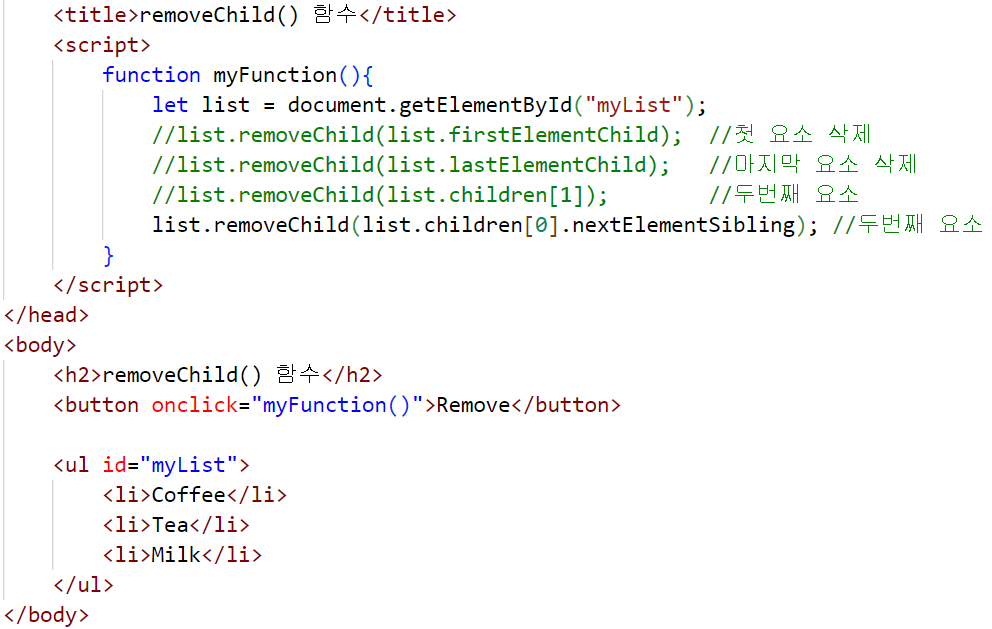 <title>removeChild() 함수</title>
<script>
function myFunction(){
let list = document.getElementById("myList");
//list.removeChild(list.firstElementChild); //첫 요소 삭제
//list.removeChild(list.lastElementChild); //마지막 요소 삭제
//list.removeChild(list.children[1]); //두번째 요소
list.removeChild(list.children[0].nextElementSibling); //두번째 요소
}
</script>
</head>
<body>
<h2>removeChild() 함수</h2>
<button onclick="myFunction()">Remove</button>
<ul id="myList">
<li>Coffee</li>
<li>Tea</li>
<li>Milk</li>
</ul>
</body>